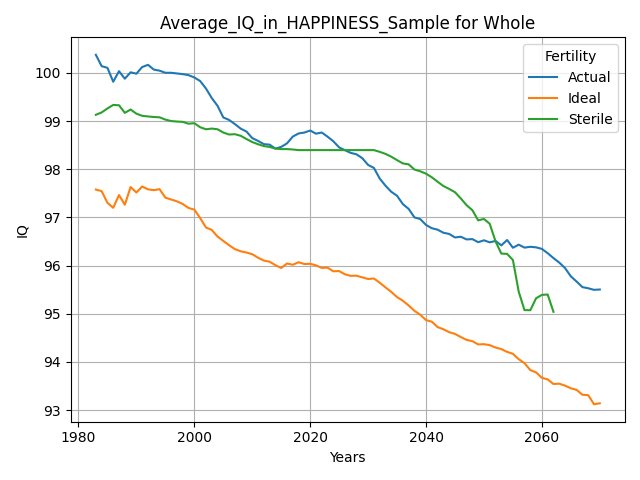 Average_IQ_in_HAPPINESS_Sample for Whole
Fertility
Actual
Ideal
Sterile
IQ
100
99
98
97
96
95
94
93
1980
2000
2020
2040
2060
Years